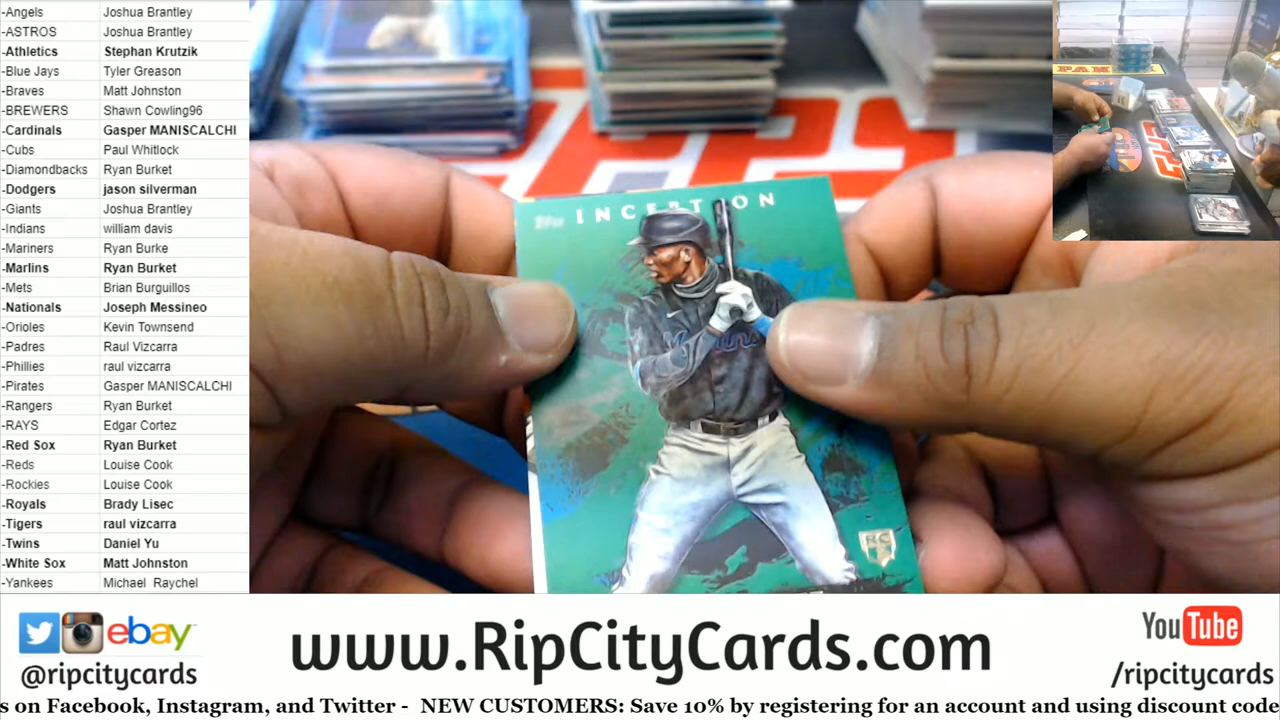 -Angels Joshua Brantley
-ASTROS Joshua Brantley
-Athletics Stephan Krutzik
-Blue Jays Tyler Greason
-Braves Matt Johnston
-BREWERS Shawn Cowling96
-Cardinals Gasper MANISCALCHI
-Cubs Paul Whitlock
-Diamondbacks Ryan Burket
-Dodgers jason silverman
-Giants Joshua Brantley
-Indians william davis
-Mariners Ryan Burke
-Marlins Ryan Burket
-Mets Brian Burguillos
-Nationals Joseph Messineo
-Orioles Kevin Townsend
-Padres Raul Vizcarra
-Phillies raul vizcarra
-Pirates Gasper MANISCALCHI
-Rangers Ryan Burket
-RAYS Edgar Cortez
-Red Sox Ryan Burket
-Reds Louise Cook
-Rockies Louise Cook
-Royals Brady Lisec
-Tigers raul vizcarra
-Twins Daniel Yu
-White Sox Matt Johnston
-Yankees Michael Raychel
INCEPTION
RC
ebay
@ripcitycards
www.RipCityCards.com
YouTube
/ripcitycards
s on Facebook, Instagram, and Twitter - NEW CUSTOMERS: Save 10% by registering for an account and using discount code